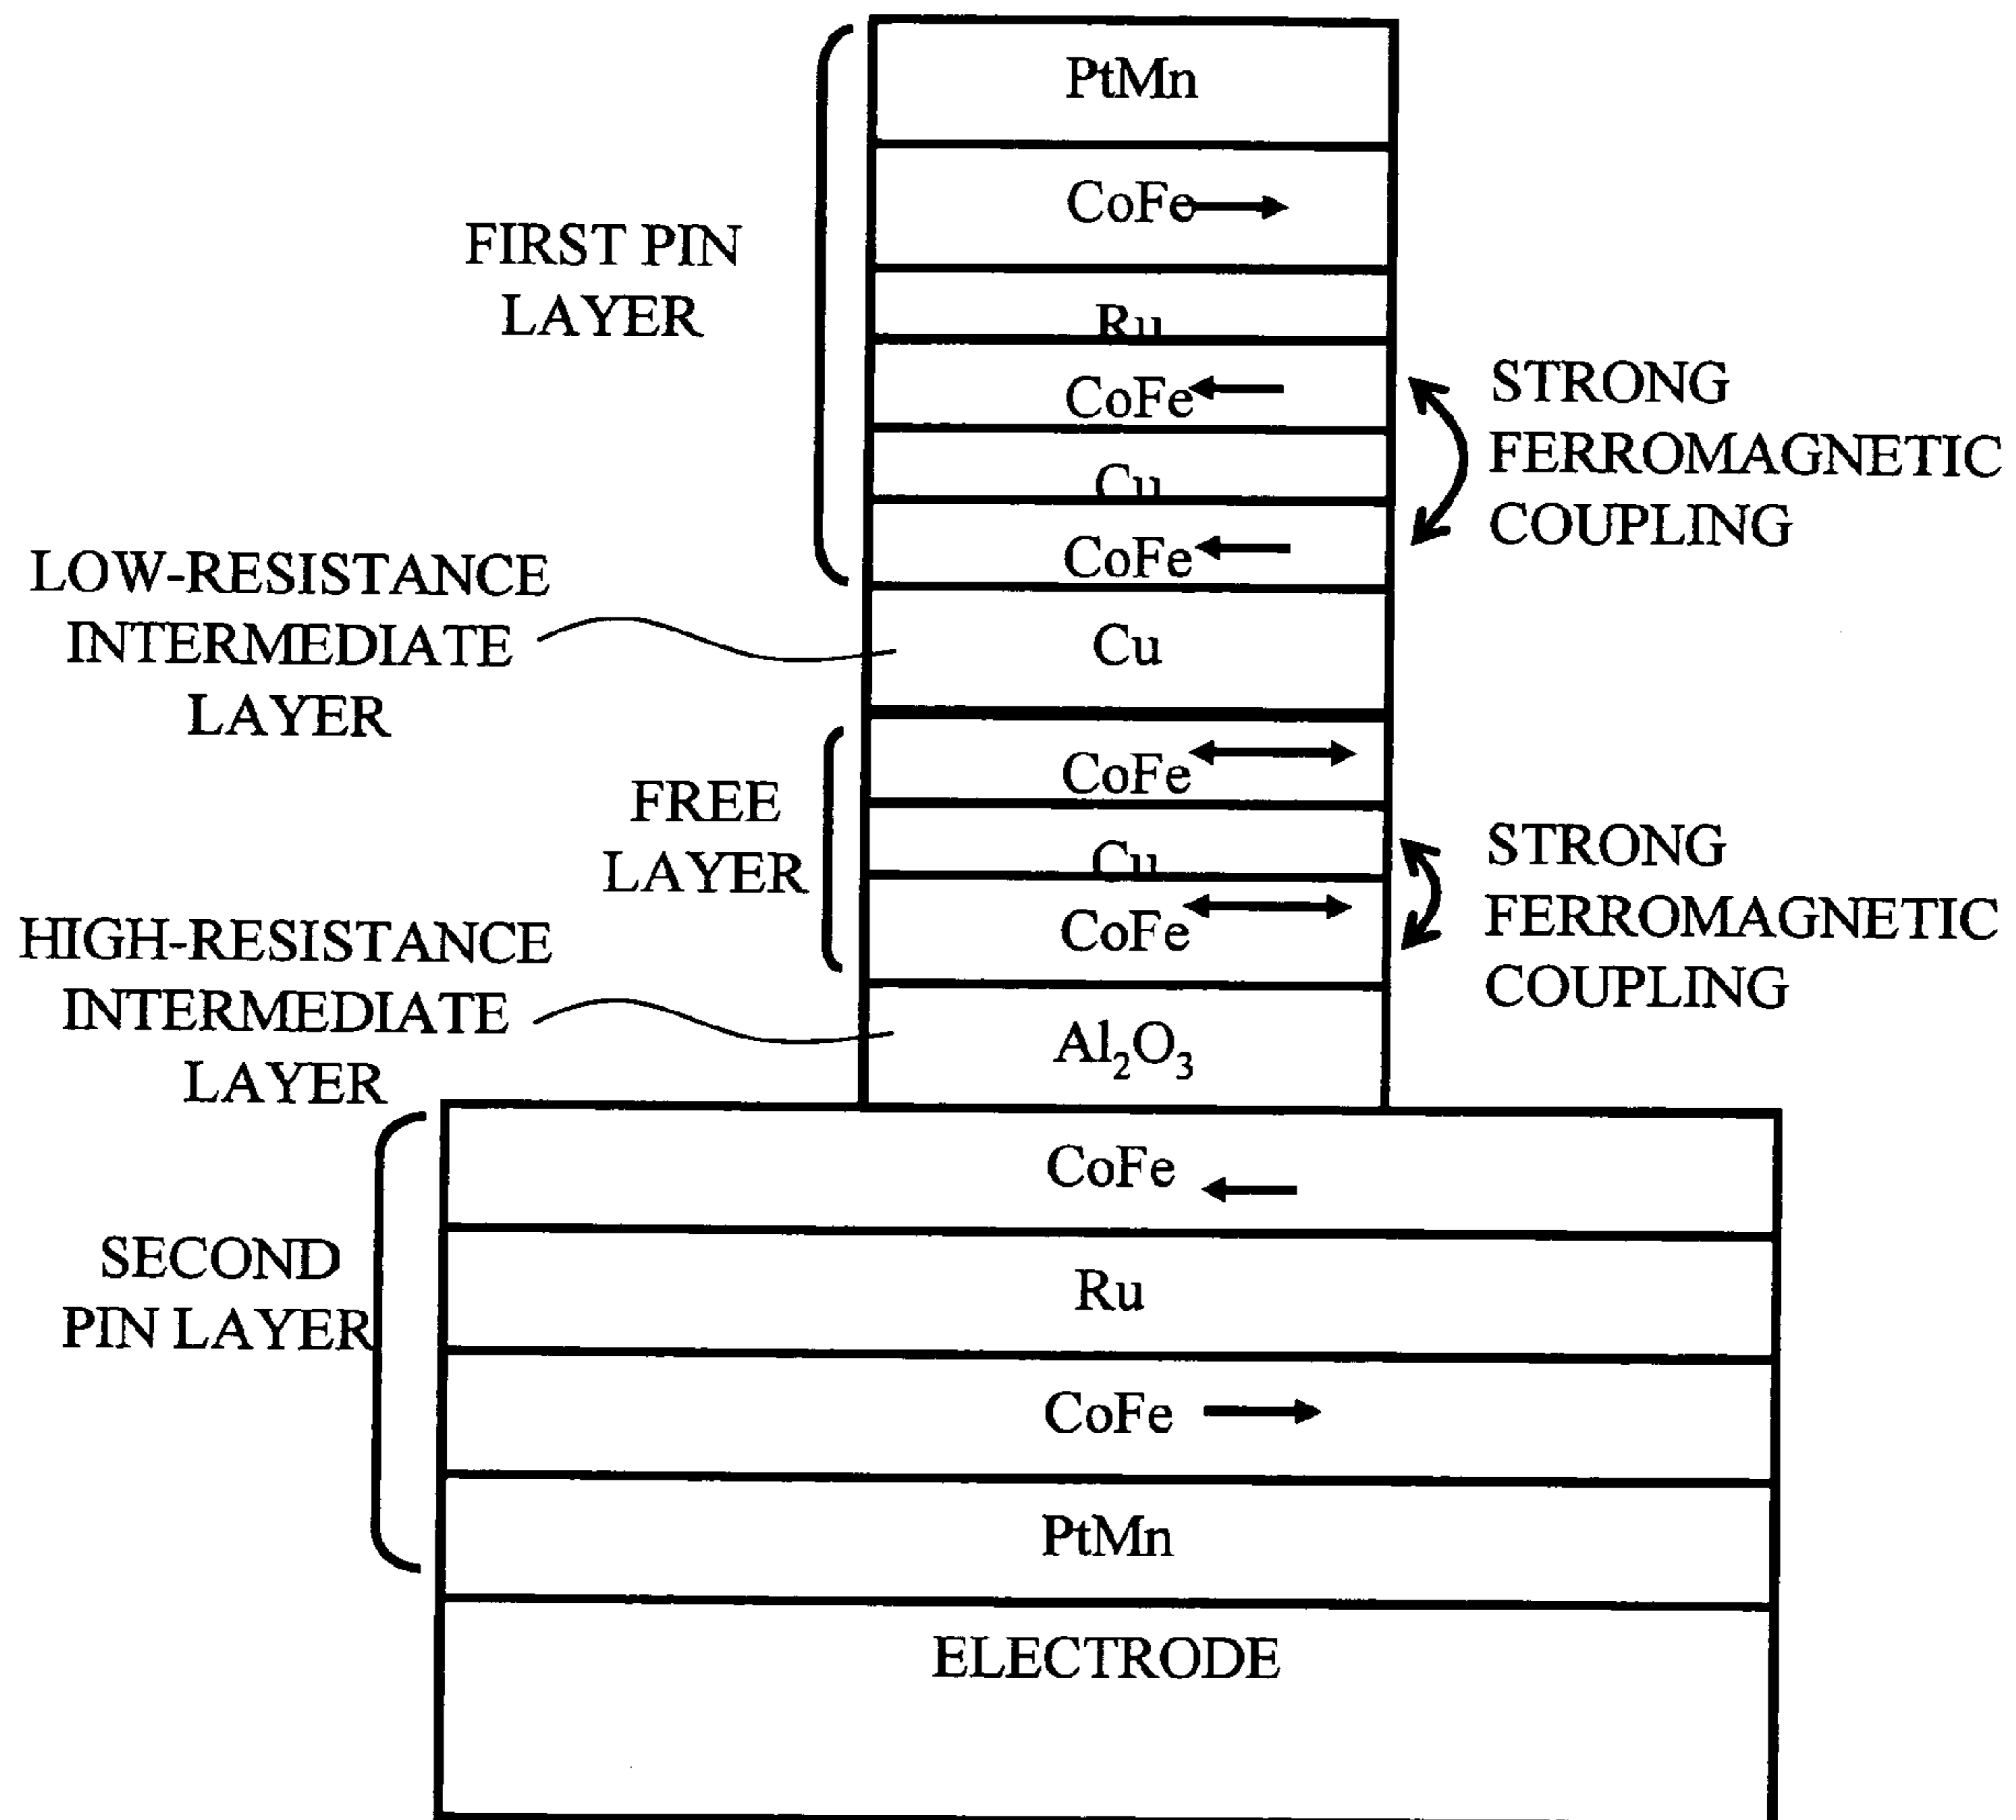 PtMn
CoFe
FIRST PIN
LAYER
Ru
CoFe
STRONG
FERROMAGNETIC
COUPLING
Cu
CoFe
LOW-RESISTANCE
INTERMEDIATE
LAYER
Cu
CoFe
FREE
LAYER
Cu
STRONG
FERROMAGNETIC
COUPLING
CoFe
HIGH-RESISTANCE
INTERMEDIATE
LAYER
Al₂O₃
CoFe
SECOND
PIN LAYER
Ru
CoFe
PtMn
ELECTRODE